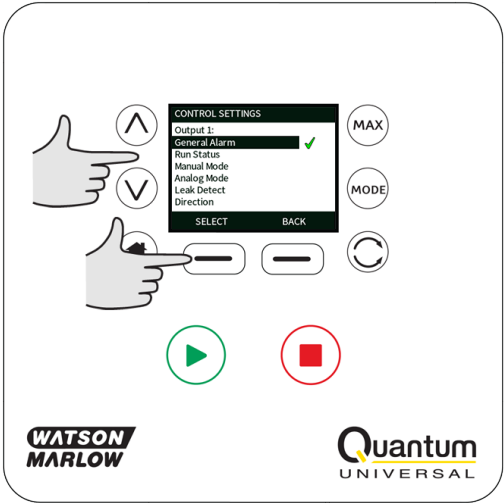 CONTROL SETTINGS
Output 1:
General Alarm
Run Status
Manual Mode
Analog Mode
Leak Detect
Direction
SELECT BACK
MAX
MODE
WATSON
MARLOW
Quantum
UNIVERSAL